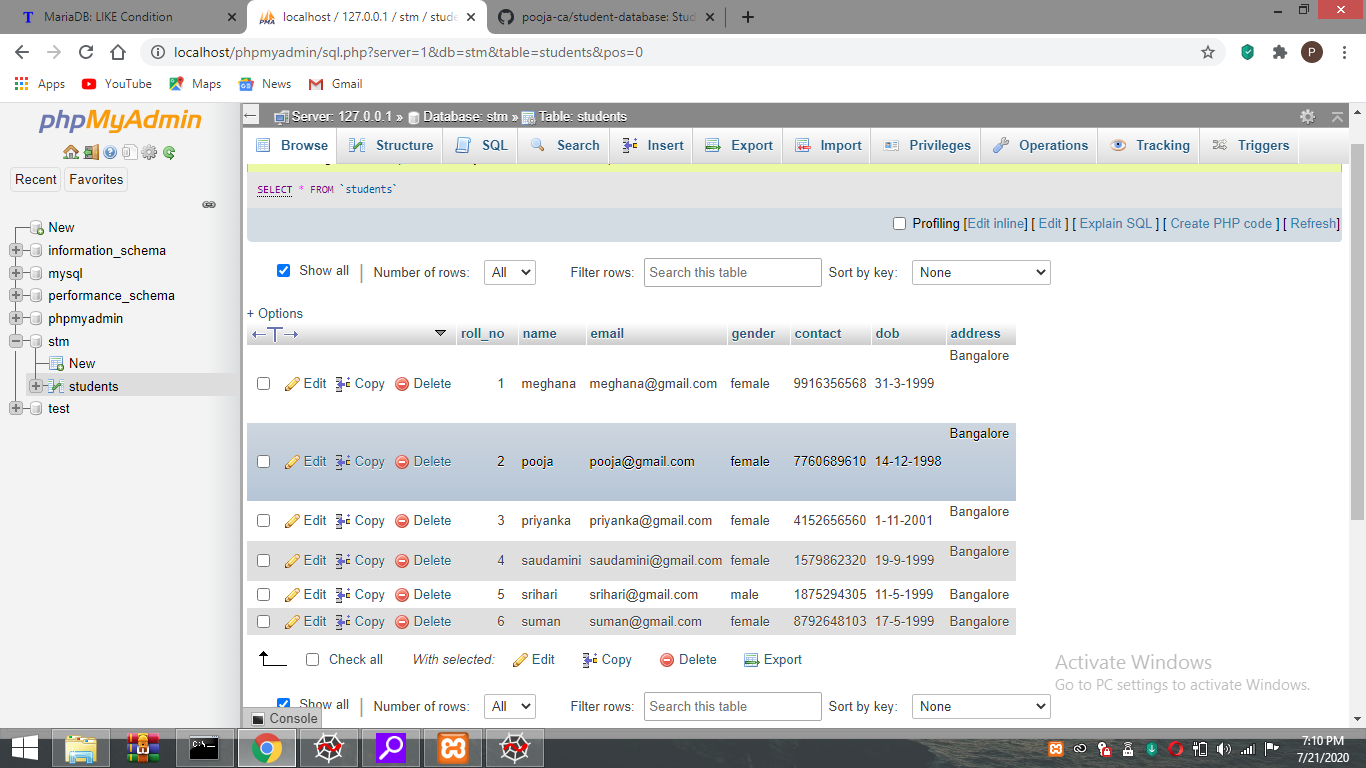 MariaDB: LIKE Condition
localhost / 127.0.0.1 / stm / stude
pooja-ca/student-database: Stud
localhost/phpmyadmin/sql.php?server=1&db=stm&table=students&pos=0
P
Apps YouTube Maps News Gmail
phpMyAdmin
Recent Favorites
New
information_schema
mysql
performance_schema
phpmyadmin
stm
New
students
test
Server: 127.0.0.1 » Database: stm » Table: students
Browse Structure SQL Search Insert Export Import Privileges Operations Tracking Triggers
SELECT * FROM `students`
Profiling [Edit inline] [ Edit ] [ Explain SQL ] [ Create PHP code ] [ Refresh]
Show all | Number of rows: All Filter rows: Search this table Sort by key: None
+ Options
←T→ roll_no name email gender contact dob address
Edit Copy Delete 1 meghana meghana@gmail.com female 9916356568 31-3-1999 Bangalore
Edit Copy Delete 2 pooja pooja@gmail.com female 7760689610 14-12-1998 Bangalore
Edit Copy Delete 3 priyanka priyanka@gmail.com female 4152656560 1-11-2001 Bangalore
Edit Copy Delete 4 saudamini saudamini@gmail.com female 1579862320 19-9-1999 Bangalore
Edit Copy Delete 5 srihari srihari@gmail.com male 1875294305 11-5-1999 Bangalore
Edit Copy Delete 6 suman suman@gmail.com female 8792648103 17-5-1999 Bangalore
Check all With selected: Edit Copy Delete Export
Show all | Number of rows: All Filter rows: Search this table Sort by key: None
Console
Activate Windows
Go to PC settings to activate Windows.
7:10 PM
7/21/2020